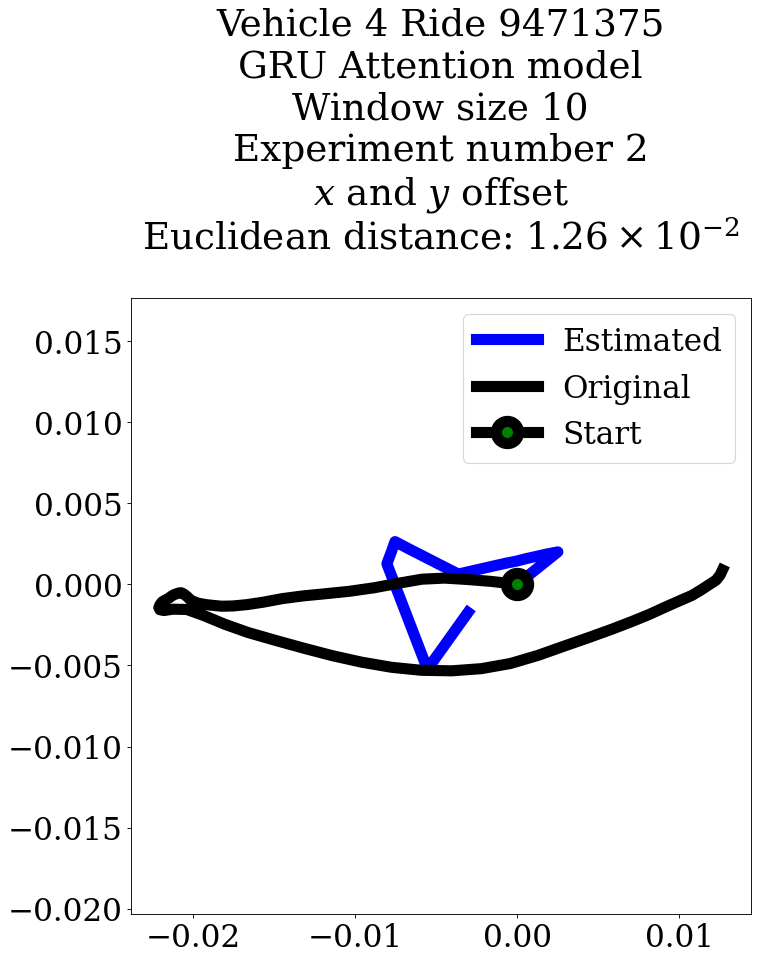 Vehicle 4 Ride 9471375
GRU Attention model
Window size 10
Experiment number 2
x and y offset
Euclidean distance: 1.26 × 10⁻²
Estimated
Original
Start
0.015
0.010
0.005
0.000
−0.005
−0.010
−0.015
−0.020
−0.02 −0.01 0.00 0.01